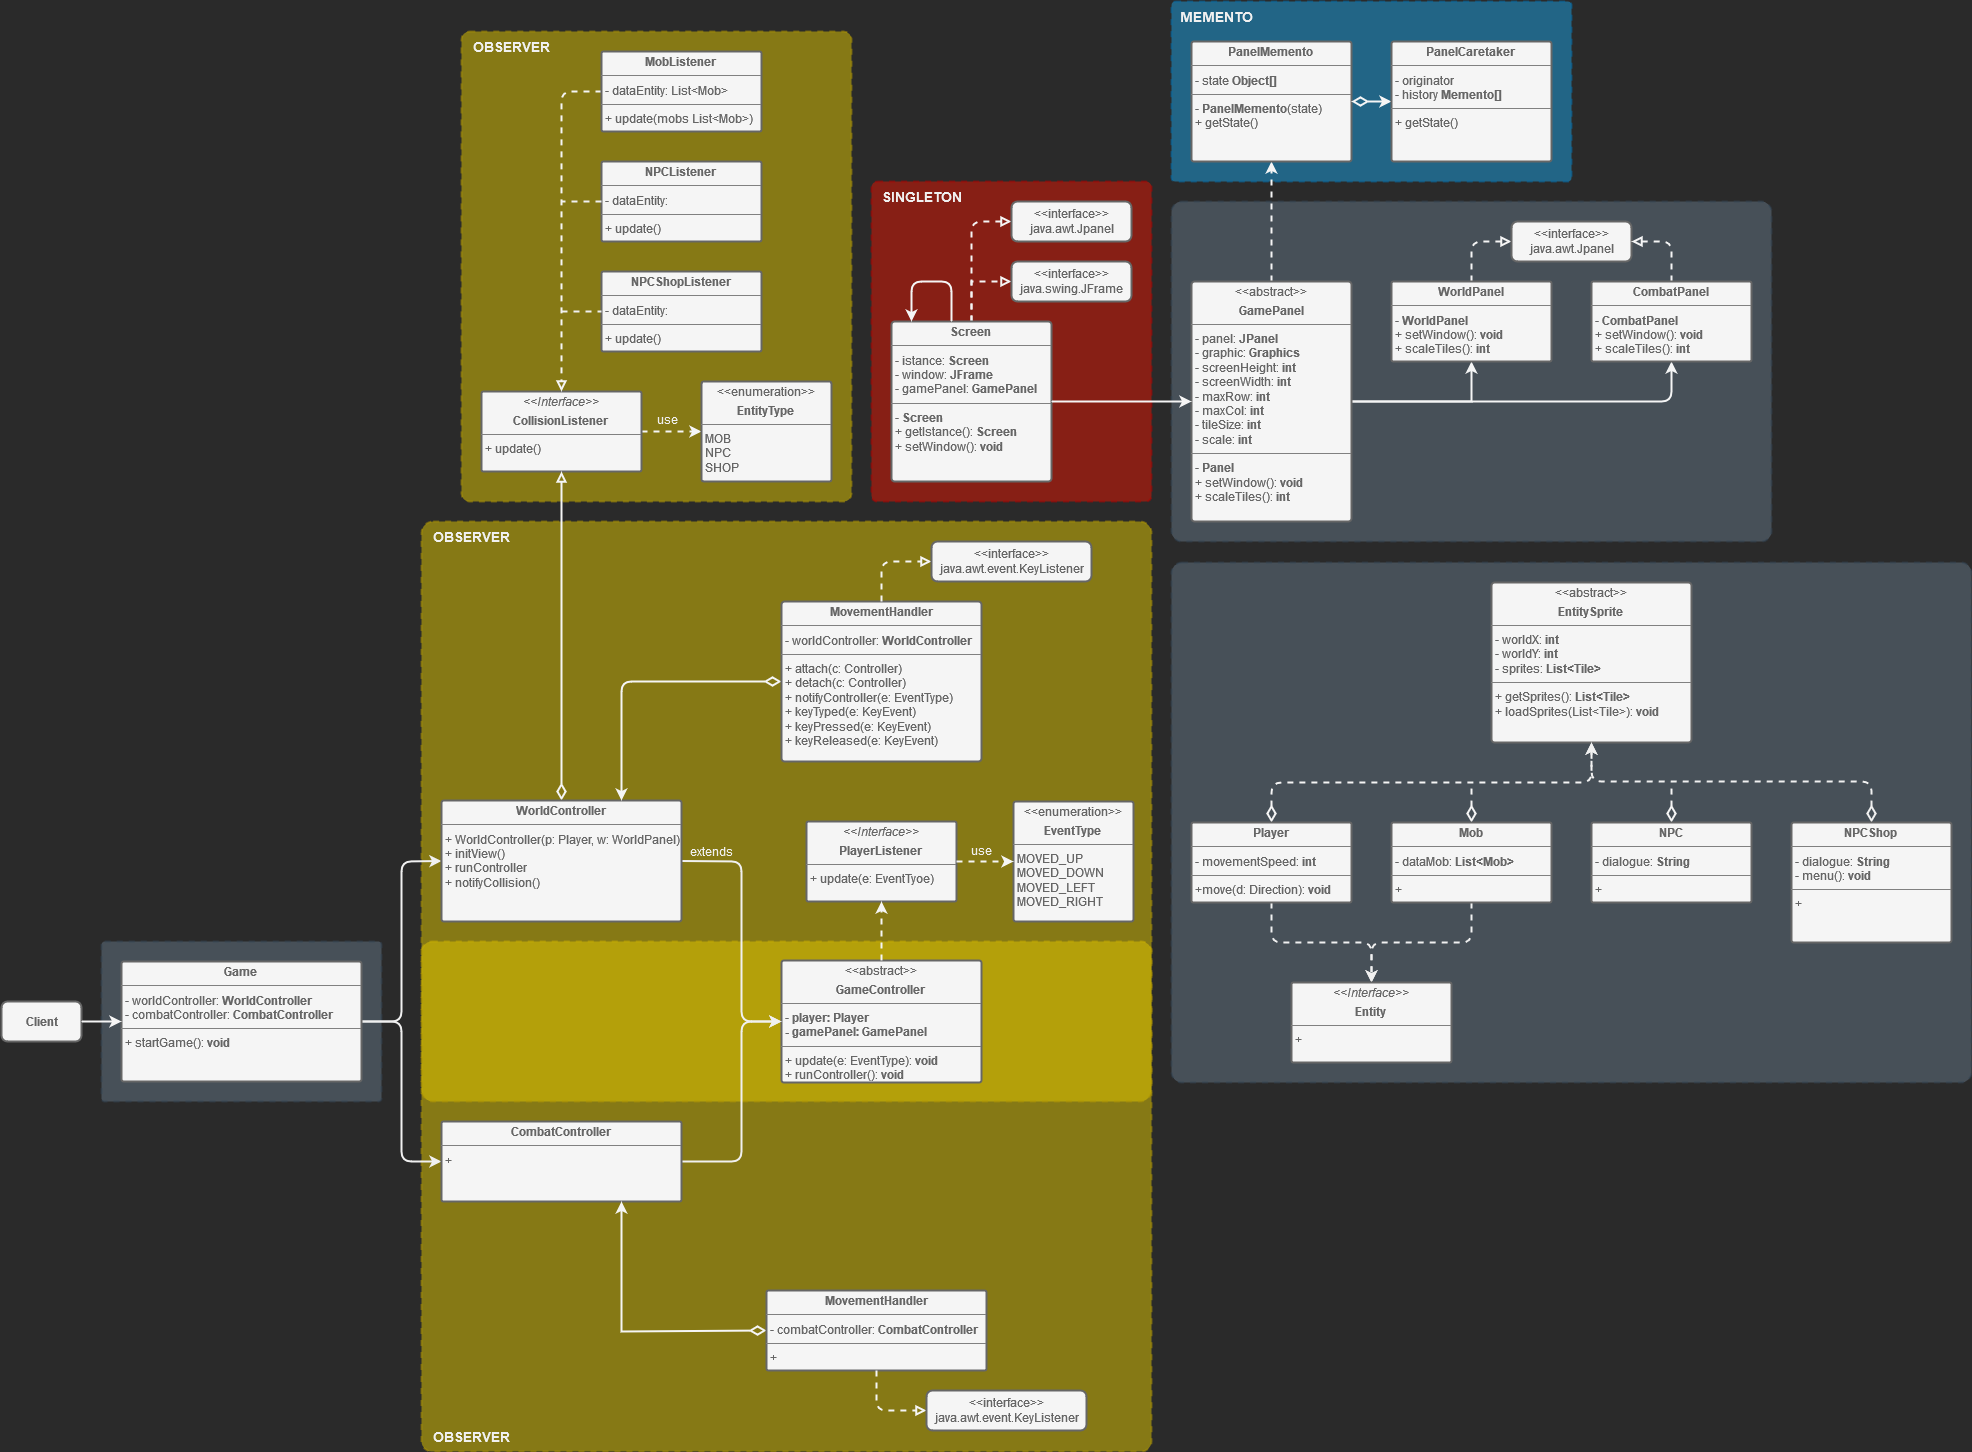 OBSERVER
MobListener
- dataEntity: List<Mob>
+ update(mobs List<Mob>)
NPCListener
- dataEntity:
+ update()
NPCShopListener
- dataEntity:
+ update()
<<Interface>>
CollisionListener
+ update()
use
<<enumeration>>
EntityType
MOB
NPC
SHOP
SINGLETON
<<interface>>
java.awt.Jpanel
<<interface>>
java.swing.JFrame
Screen
- istance: Screen
- window: JFrame
- gamePanel: GamePanel
- Screen
+ getIstance(): Screen
+ setWindow(): void
MEMENTO
PanelMemento
- state Object[]
- PanelMemento(state)
+ getState()
PanelCaretaker
- originator
- history Memento[]
+ getState()
<<interface>>
java.awt.Jpanel
<<abstract>>
GamePanel
- panel: JPanel
- graphic: Graphics
- screenHeight: int
- screenWidth: int
- maxRow: int
- maxCol: int
- tileSize: int
- scale: int
- Panel
+ setWindow(): void
+ scaleTiles(): int
WorldPanel
- WorldPanel
+ setWindow(): void
+ scaleTiles(): int
CombatPanel
- CombatPanel
+ setWindow(): void
+ scaleTiles(): int
OBSERVER
<<interface>>
java.awt.event.KeyListener
MovementHandler
- worldController: WorldController
+ attach(c: Controller)
+ detach(c: Controller)
+ notifyController(e: EventType)
+ keyTyped(e: KeyEvent)
+ keyPressed(e: KeyEvent)
+ keyReleased(e: KeyEvent)
WorldController
+ WorldController(p: Player, w: WorldPanel)
+ initView()
+ runController
+ notifyCollision()
extends
<<Interface>>
PlayerListener
+ update(e: EventTyoe)
use
<<enumeration>>
EventType
MOVED_UP
MOVED_DOWN
MOVED_LEFT
MOVED_RIGHT
Client
Game
- worldController: WorldController
- combatController: CombatController
+ startGame(): void
<<abstract>>
GameController
- player: Player
- gamePanel: GamePanel
+ update(e: EventType): void
+ runController(): void
CombatController
+
MovementHandler
- combatController: CombatController
+
<<interface>>
java.awt.event.KeyListener
OBSERVER
<<abstract>>
EntitySprite
- worldX: int
- worldY: int
- sprites: List<Tile>
+ getSprites(): List<Tile>
+ loadSprites(List<Tile>): void
Player
- movementSpeed: int
+move(d: Direction): void
Mob
- dataMob: List<Mob>
+
NPC
- dialogue: String
+
NPCShop
- dialogue: String
- menu(): void
+
<<Interface>>
Entity
+